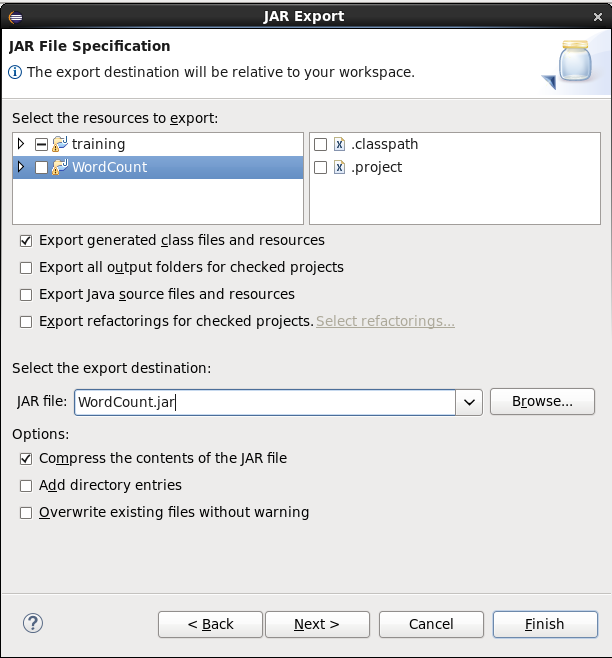 JAR Export
JAR File Specification
The export destination will be relative to your workspace.
Select the resources to export:
training
WordCount
.classpath
.project
Export generated class files and resources
Export all output folders for checked projects
Export Java source files and resources
Export refactorings for checked projects. Select refactorings...
Select the export destination:
JAR file: WordCount.jar Browse...
Options:
Compress the contents of the JAR file
Add directory entries
Overwrite existing files without warning
? < Back Next > Cancel Finish